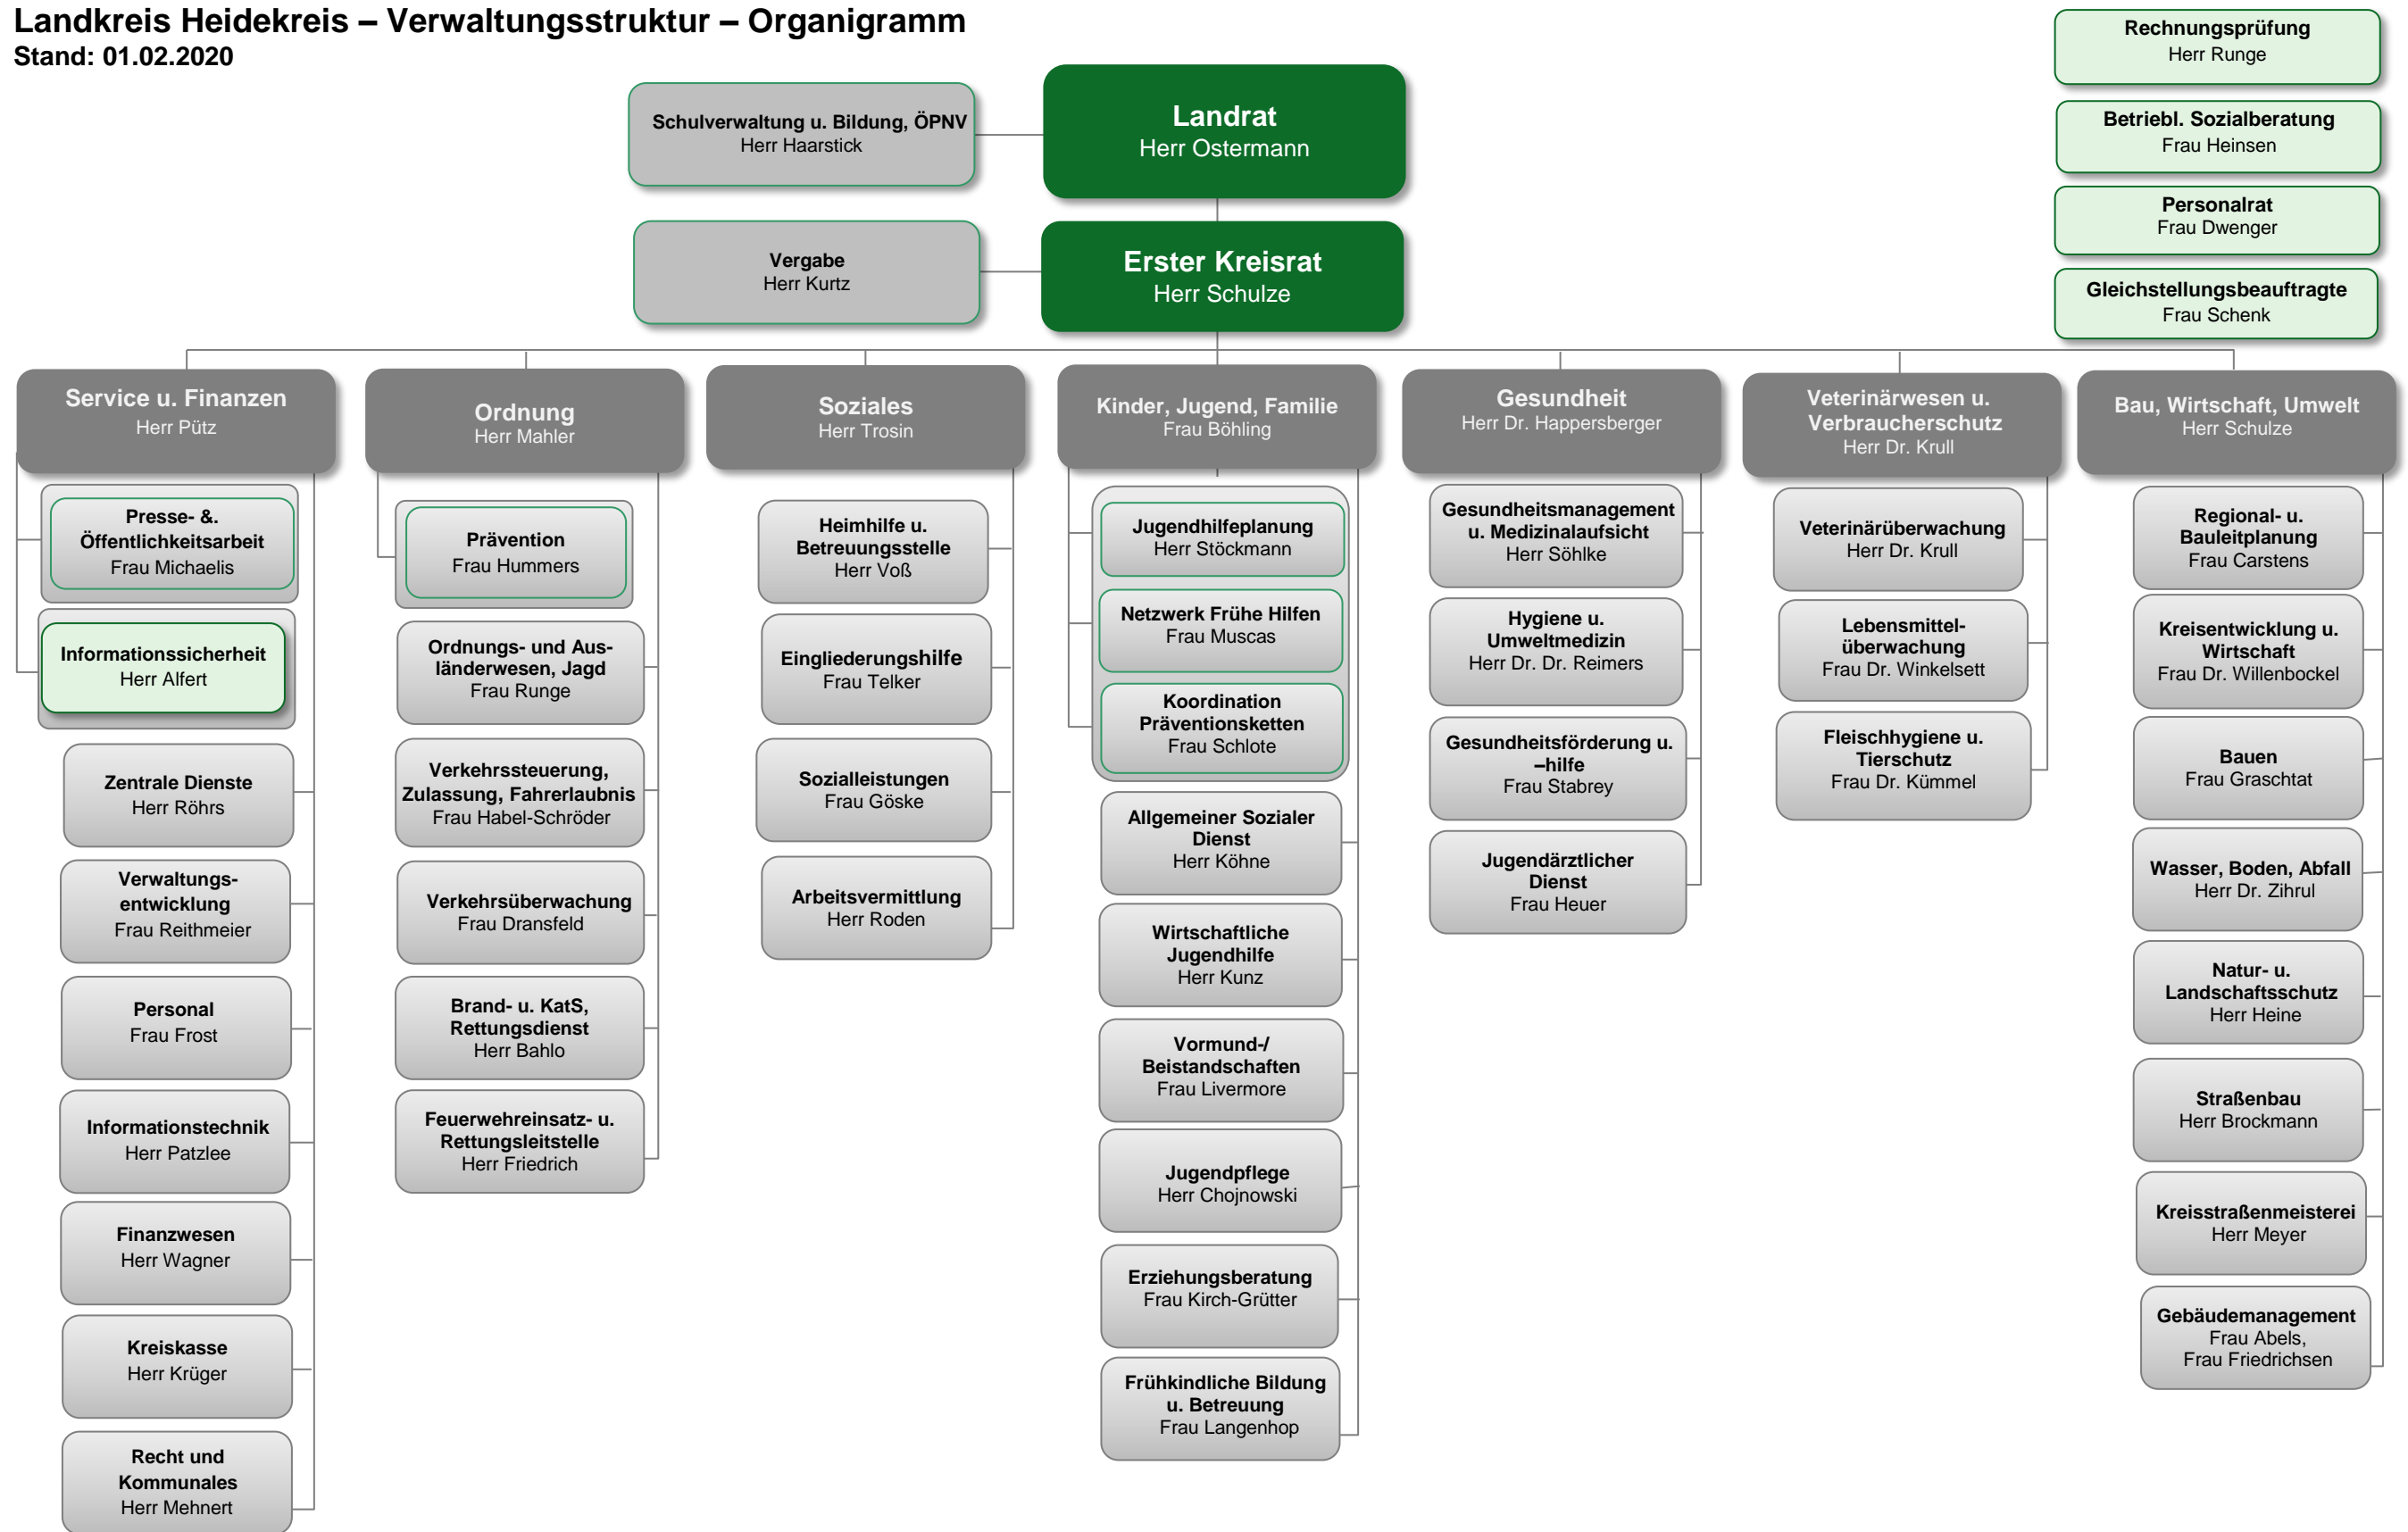 Landkreis Heidekreis – Verwaltungsstruktur – Organigramm
Stand: 01.02.2020
Rechnungsprüfung
Herr Runge
Betriebl. Sozialberatung
Frau Heinsen
Personalrat
Frau Dwenger
Gleichstellungsbeauftragte
Frau Schenk
Landrat
Herr Ostermann
Schulverwaltung u. Bildung, ÖPNV
Herr Haarstick
Erster Kreisrat
Herr Schulze
Vergabe
Herr Kurtz
Service u. Finanzen
Herr Pütz
Presse- &.
Öffentlichkeitsarbeit
Frau Michaelis
Informationssicherheit
Herr Alfert
Zentrale Dienste
Herr Röhrs
Verwaltungs-
entwicklung
Frau Reithmeier
Personal
Frau Frost
Informationstechnik
Herr Patzlee
Finanzwesen
Herr Wagner
Kreiskasse
Herr Krüger
Recht und
Kommunales
Herr Mehnert
Ordnung
Herr Mahler
Prävention
Frau Hummers
Ordnungs- und Aus-
länderwesen, Jagd
Frau Runge
Verkehrssteuerung,
Zulassung, Fahrerlaubnis
Frau Habel-Schröder
Verkehrsüberwachung
Frau Dransfeld
Brand- u. KatS,
Rettungsdienst
Herr Bahlo
Feuerwehreinsatz- u.
Rettungsleitstelle
Herr Friedrich
Soziales
Herr Trosin
Heimhilfe u.
Betreuungsstelle
Herr Voß
Eingliederungshilfe
Frau Telker
Sozialleistungen
Frau Göske
Arbeitsvermittlung
Herr Roden
Kinder, Jugend, Familie
Frau Böhling
Jugendhilfeplanung
Herr Stöckmann
Netzwerk Frühe Hilfen
Frau Muscas
Koordination
Präventionsketten
Frau Schlote
Allgemeiner Sozialer
Dienst
Herr Köhne
Wirtschaftliche
Jugendhilfe
Herr Kunz
Vormund-/
Beistandschaften
Frau Livermore
Jugendpflege
Herr Chojnowski
Erziehungsberatung
Frau Kirch-Grütter
Frühkindliche Bildung
u. Betreuung
Frau Langenhop
Gesundheit
Herr Dr. Happersberger
Gesundheitsmanagement
u. Medizinalaufsicht
Herr Söhlke
Hygiene u.
Umweltmedizin
Herr Dr. Dr. Reimers
Gesundheitsförderung u.
–hilfe
Frau Stabrey
Jugendärztlicher
Dienst
Frau Heuer
Veterinärwesen u.
Verbraucherschutz
Herr Dr. Krull
Veterinärüberwachung
Herr Dr. Krull
Lebensmittel-
überwachung
Frau Dr. Winkelsett
Fleischhygiene u.
Tierschutz
Frau Dr. Kümmel
Bau, Wirtschaft, Umwelt
Herr Schulze
Regional- u.
Bauleitplanung
Frau Carstens
Kreisentwicklung u.
Wirtschaft
Frau Dr. Willenbockel
Bauen
Frau Graschtat
Wasser, Boden, Abfall
Herr Dr. Zihrul
Natur- u.
Landschaftsschutz
Herr Heine
Straßenbau
Herr Brockmann
Kreisstraßenmeisterei
Herr Meyer
Gebäudemanagement
Frau Abels,
Frau Friedrichsen